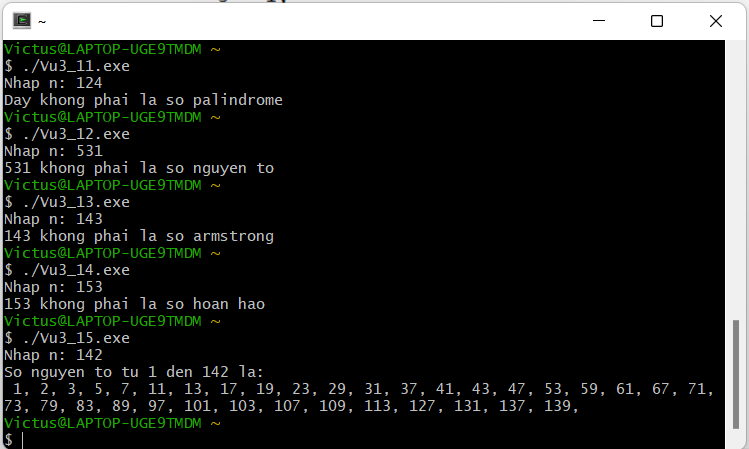 ~
Victus@LAPTOP-UGE9TMDM ~
$ ./Vu3_11.exe
Nhap n: 124
Day khong phai la so palindrome
Victus@LAPTOP-UGE9TMDM ~
$ ./Vu3_12.exe
Nhap n: 531
531 khong phai la so nguyen to
Victus@LAPTOP-UGE9TMDM ~
$ ./Vu3_13.exe
Nhap n: 143
143 khong phai la so armstrong
Victus@LAPTOP-UGE9TMDM ~
$ ./Vu3_14.exe
Nhap n: 153
153 khong phai la so hoan hao
Victus@LAPTOP-UGE9TMDM ~
$ ./Vu3_15.exe
Nhap n: 142
So nguyen to tu 1 den 142 la:
1, 2, 3, 5, 7, 11, 13, 17, 19, 23, 29, 31, 37, 41, 43, 47, 53, 59, 61, 67, 71,
73, 79, 83, 89, 97, 101, 103, 107, 109, 113, 127, 131, 137, 139,
Victus@LAPTOP-UGE9TMDM ~
$